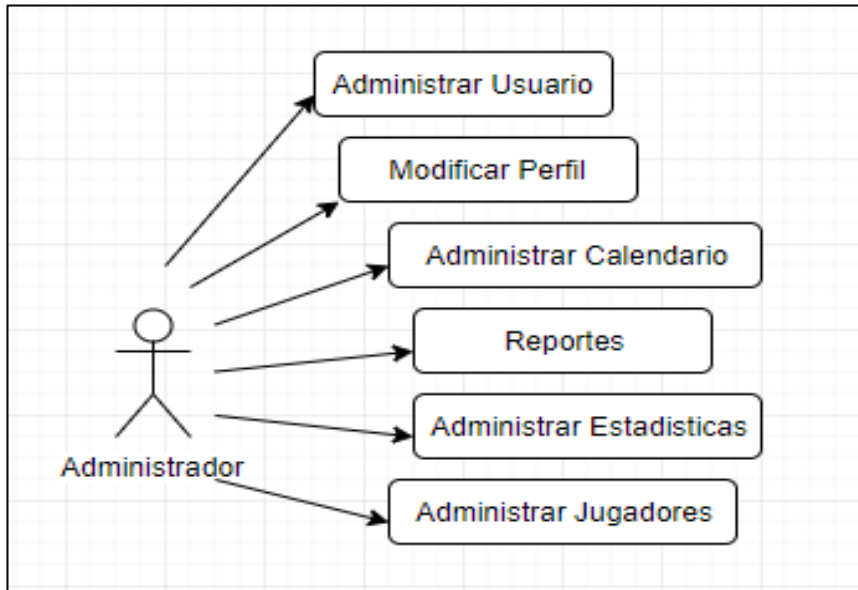 Administrar Usuario
Modificar Perfil
Administrar Calendario
Reportes
Administrar Estadisticas
Administrar Jugadores
Administrador